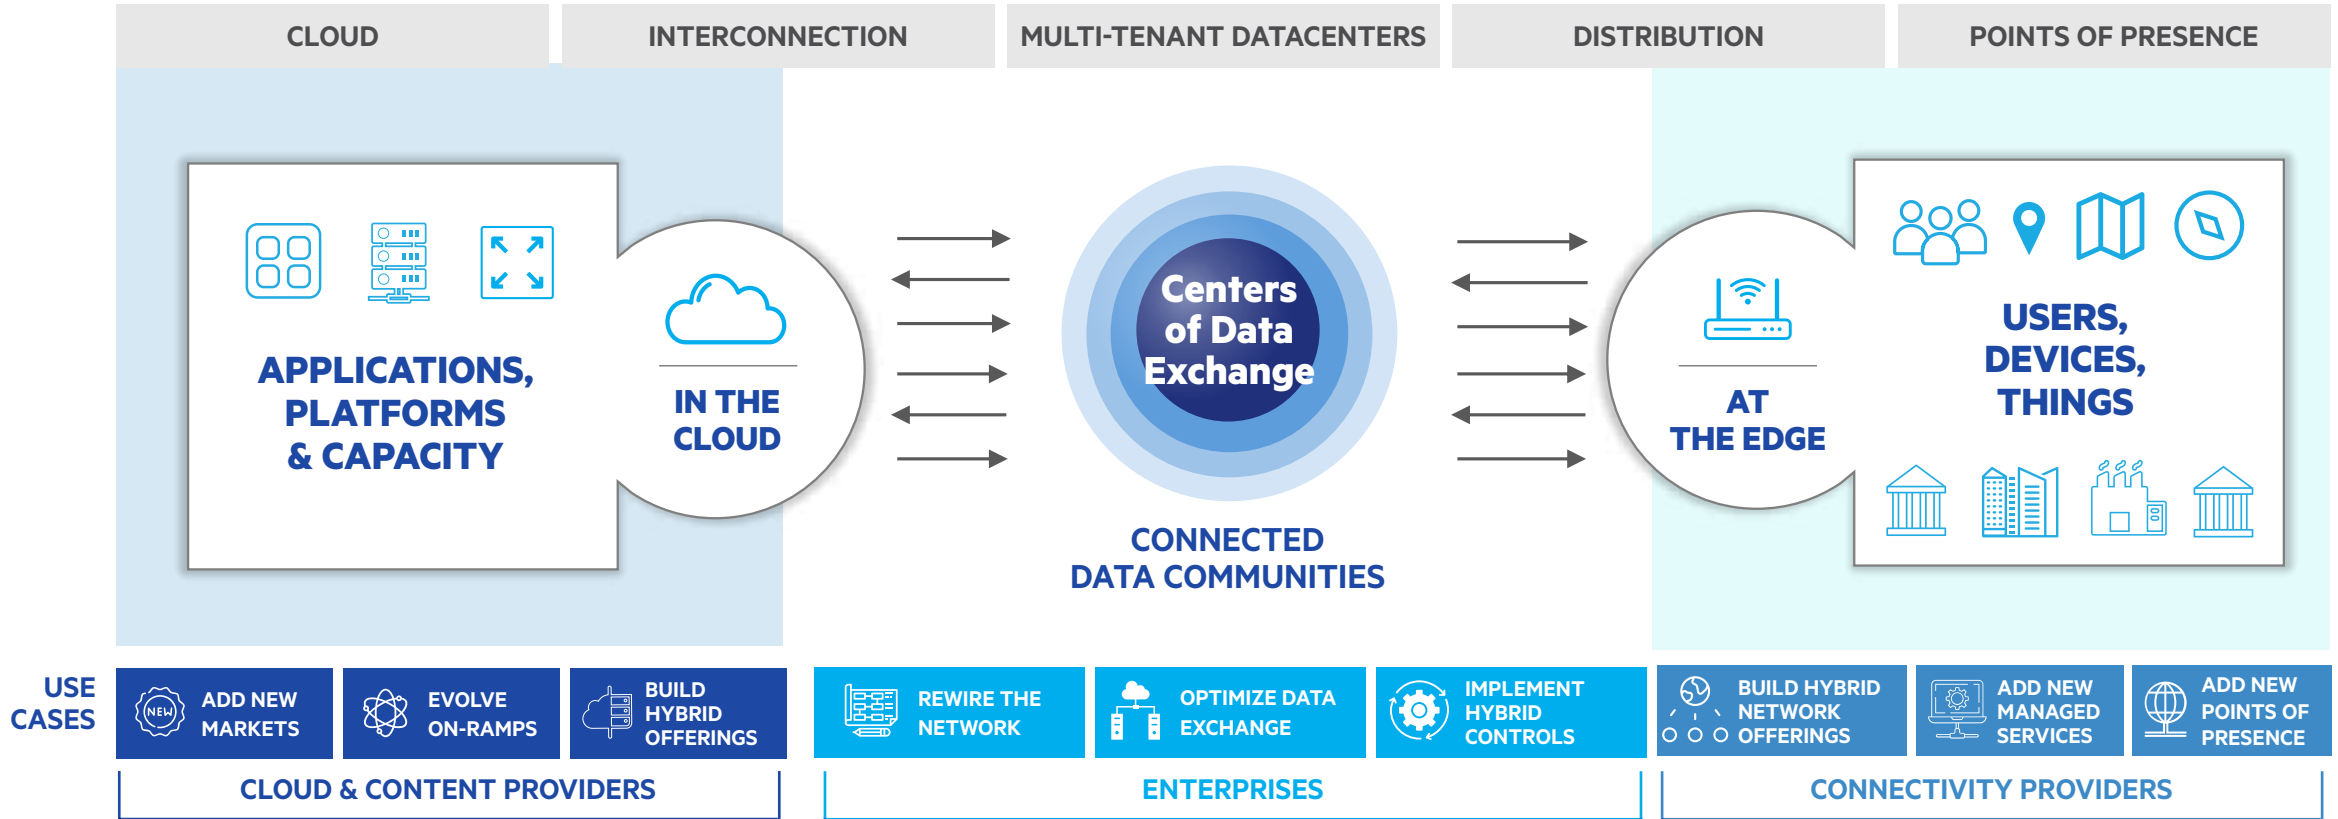 CLOUD
INTERCONNECTION
MULTI-TENANT DATACENTERS
DISTRIBUTION
POINTS OF PRESENCE
APPLICATIONS,
PLATFORMS
& CAPACITY
IN THE
CLOUD
Centers
of Data
Exchange
CONNECTED
DATA COMMUNITIES
AT
THE EDGE
USERS,
DEVICES,
THINGS
USE
CASES
NEW
ADD NEW
MARKETS
EVOLVE
ON-RAMPS
BUILD
HYBRID
OFFERINGS
REWIRE THE
NETWORK
OPTIMIZE DATA
EXCHANGE
IMPLEMENT
HYBRID
CONTROLS
BUILD HYBRID
NETWORK
OFFERINGS
ADD NEW
MANAGED
SERVICES
ADD NEW
POINTS OF
PRESENCE
CLOUD & CONTENT PROVIDERS
ENTERPRISES
CONNECTIVITY PROVIDERS